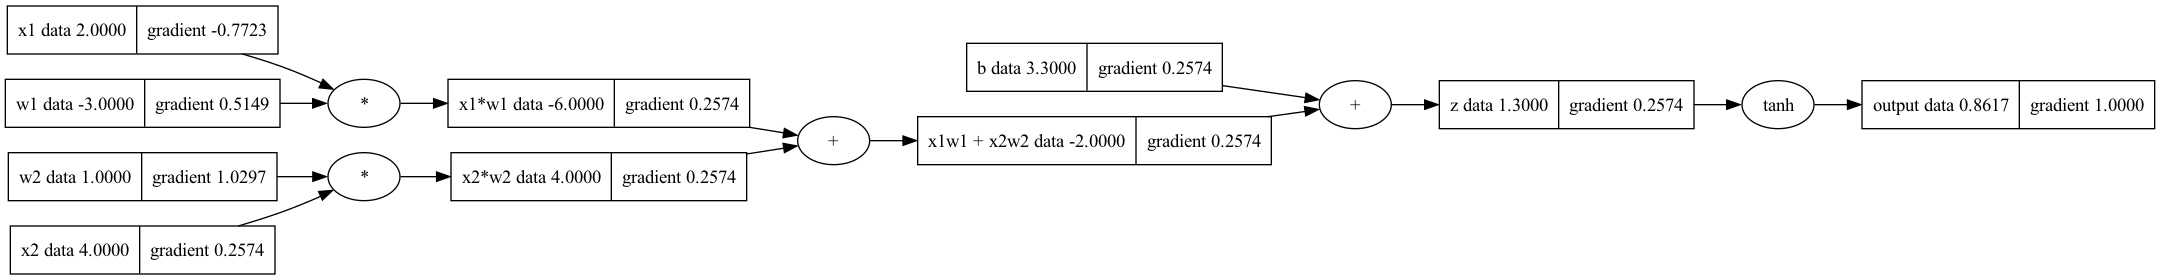 x1 data 2.0000 gradient -0.7723
w1 data -3.0000 gradient 0.5149
*
x1*w1 data -6.0000 gradient 0.2574
w2 data 1.0000 gradient 1.0297
*
x2*w2 data 4.0000 gradient 0.2574
x2 data 4.0000 gradient 0.2574
+
b data 3.3000 gradient 0.2574
x1w1 + x2w2 data -2.0000 gradient 0.2574
+
z data 1.3000 gradient 0.2574
tanh
output data 0.8617 gradient 1.0000